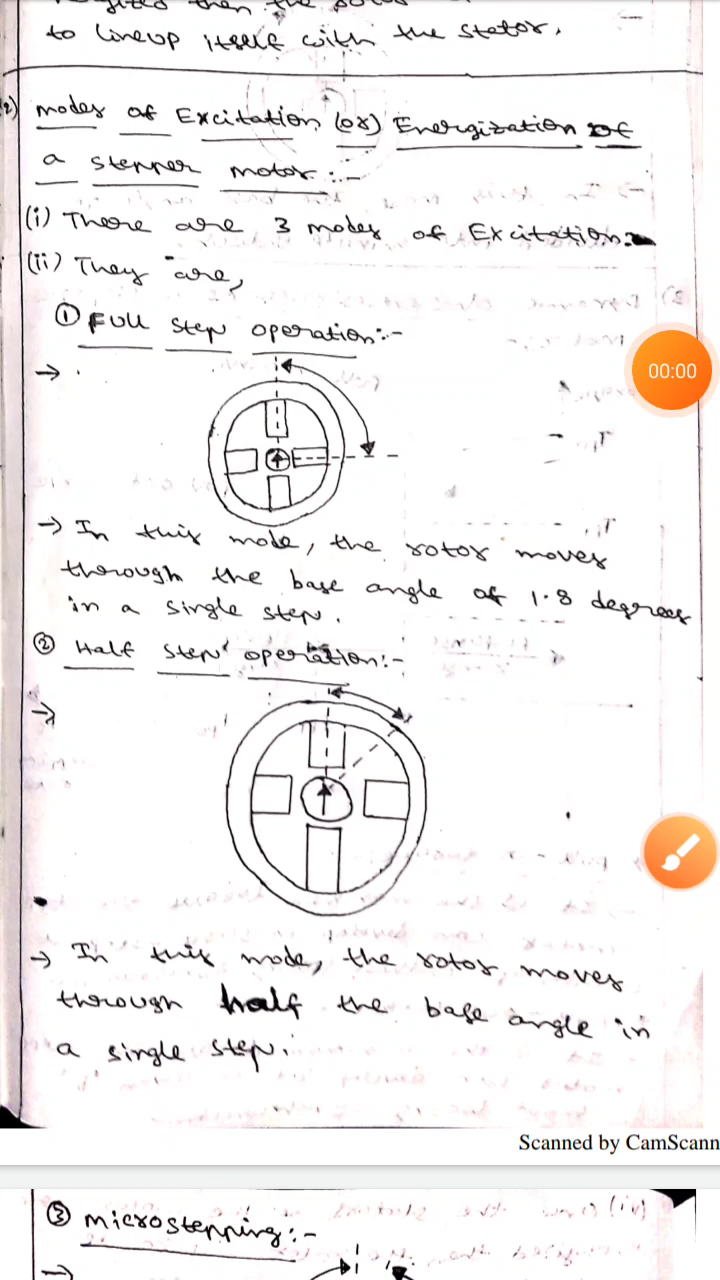 to lineup itself with the stator.
2) modes of Excitation (or) Energization of
a stepper motor :-
(i) There are 3 modes of Excitation.
(ii) They are,
① Full step operation:-
→
00:00
→ In this mode, the rotor moves
through the base angle of 1.8 degrees
in a single step.
② Half step operation:-
→
→ In this mode, the rotor moves
through half the base angle in
a single step.
Scanned by CamScann
③ microstepping:-
→